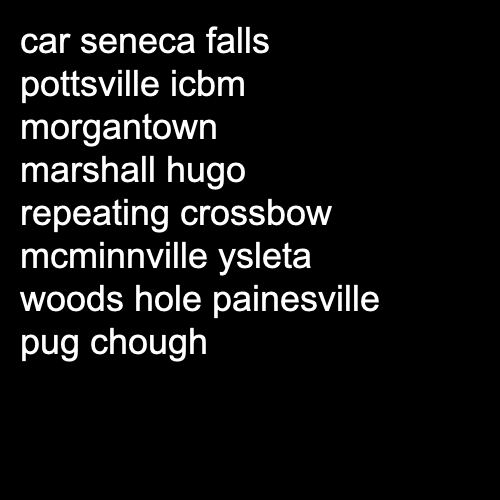 car seneca falls
pottsville icbm
morgantown
marshall hugo
repeating crossbow
mcminnville ysleta
woods hole painesville
pug chough